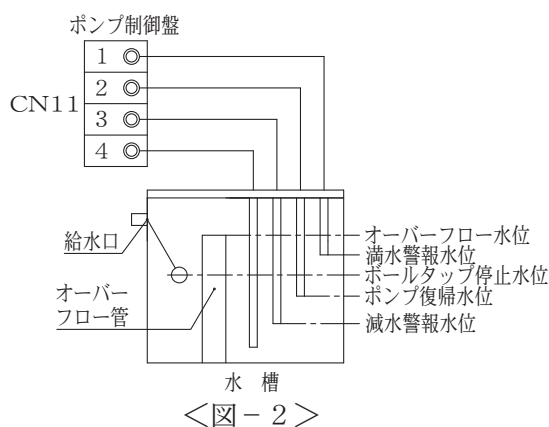 ポンプ制御盤
CN11
1
2
3
4
給水口
オーバー
フロー管
オーバーフロー水位
満水警報水位
ボールタップ停止水位
ポンプ復帰水位
減水警報水位
水 槽
＜図－2＞